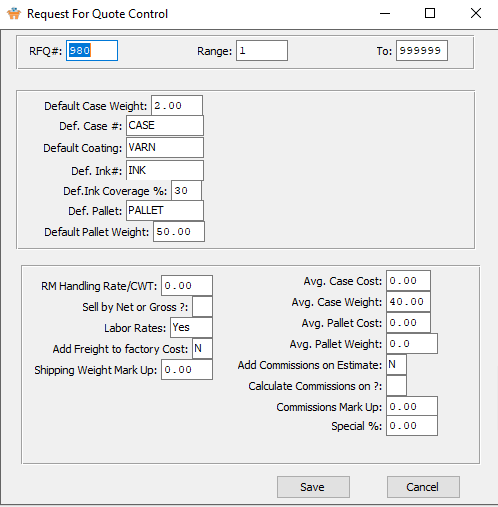 Request For Quote Control
RFQ#: 980 Range: 1 To: 999999
Default Case Weight: 2.00
Def. Case #: CASE
Default Coating: VARN
Def. Ink#: INK
Def.Ink Coverage %: 30
Def. Pallet: PALLET
Default Pallet Weight: 50.00
RM Handling Rate/CWT: 0.00
Sell by Net or Gross ?:
Labor Rates: Yes
Add Freight to factory Cost: N
Shipping Weight Mark Up: 0.00
Avg. Case Cost: 0.00
Avg. Case Weight: 40.00
Avg. Pallet Cost: 0.00
Avg. Pallet Weight: 0.0
Add Commissions on Estimate: N
Calculate Commissions on ?:
Commissions Mark Up: 0.00
Special %: 0.00
Save Cancel